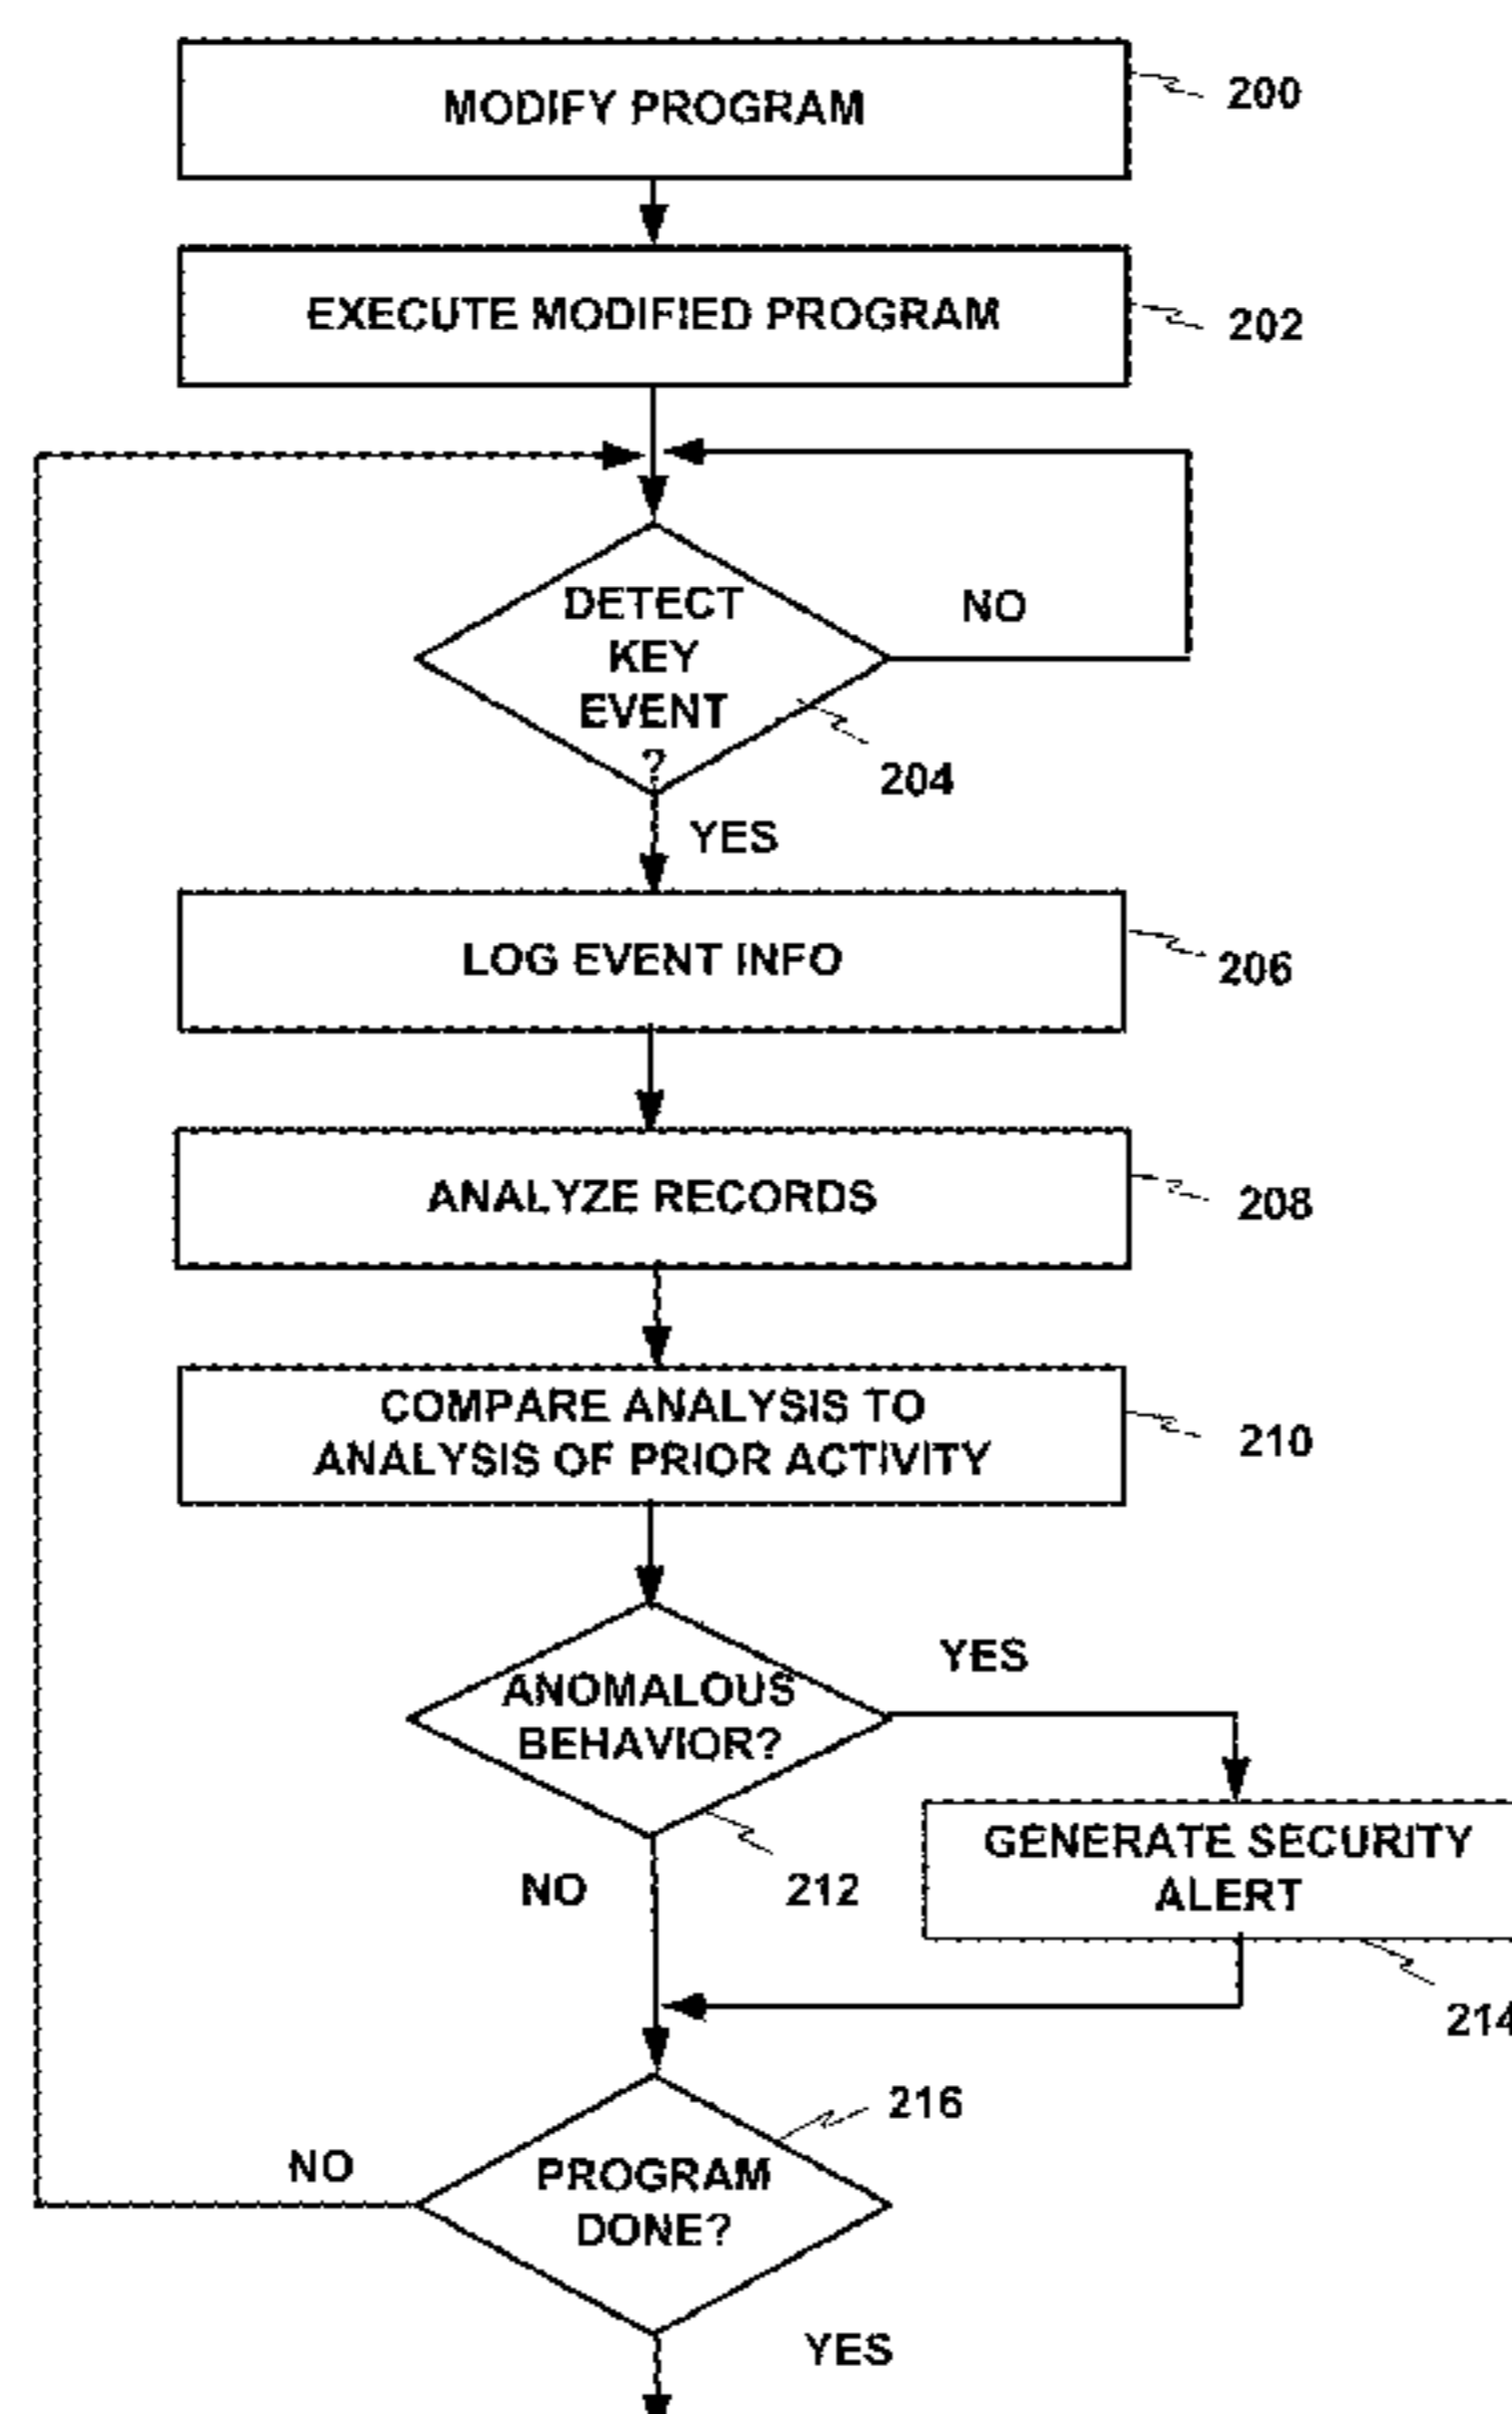 MODIFY PROGRAM
200
EXECUTE MODIFIED PROGRAM
202
DETECT
KEY
EVENT
?
NO
204
YES
LOG EVENT INFO
206
ANALYZE RECORDS
208
COMPARE ANALYSIS TO
ANALYSIS OF PRIOR ACTIVITY
210
ANOMALOUS
BEHAVIOR?
YES
GENERATE SECURITY
ALERT
NO
212
214
216
NO
PROGRAM
DONE?
YES